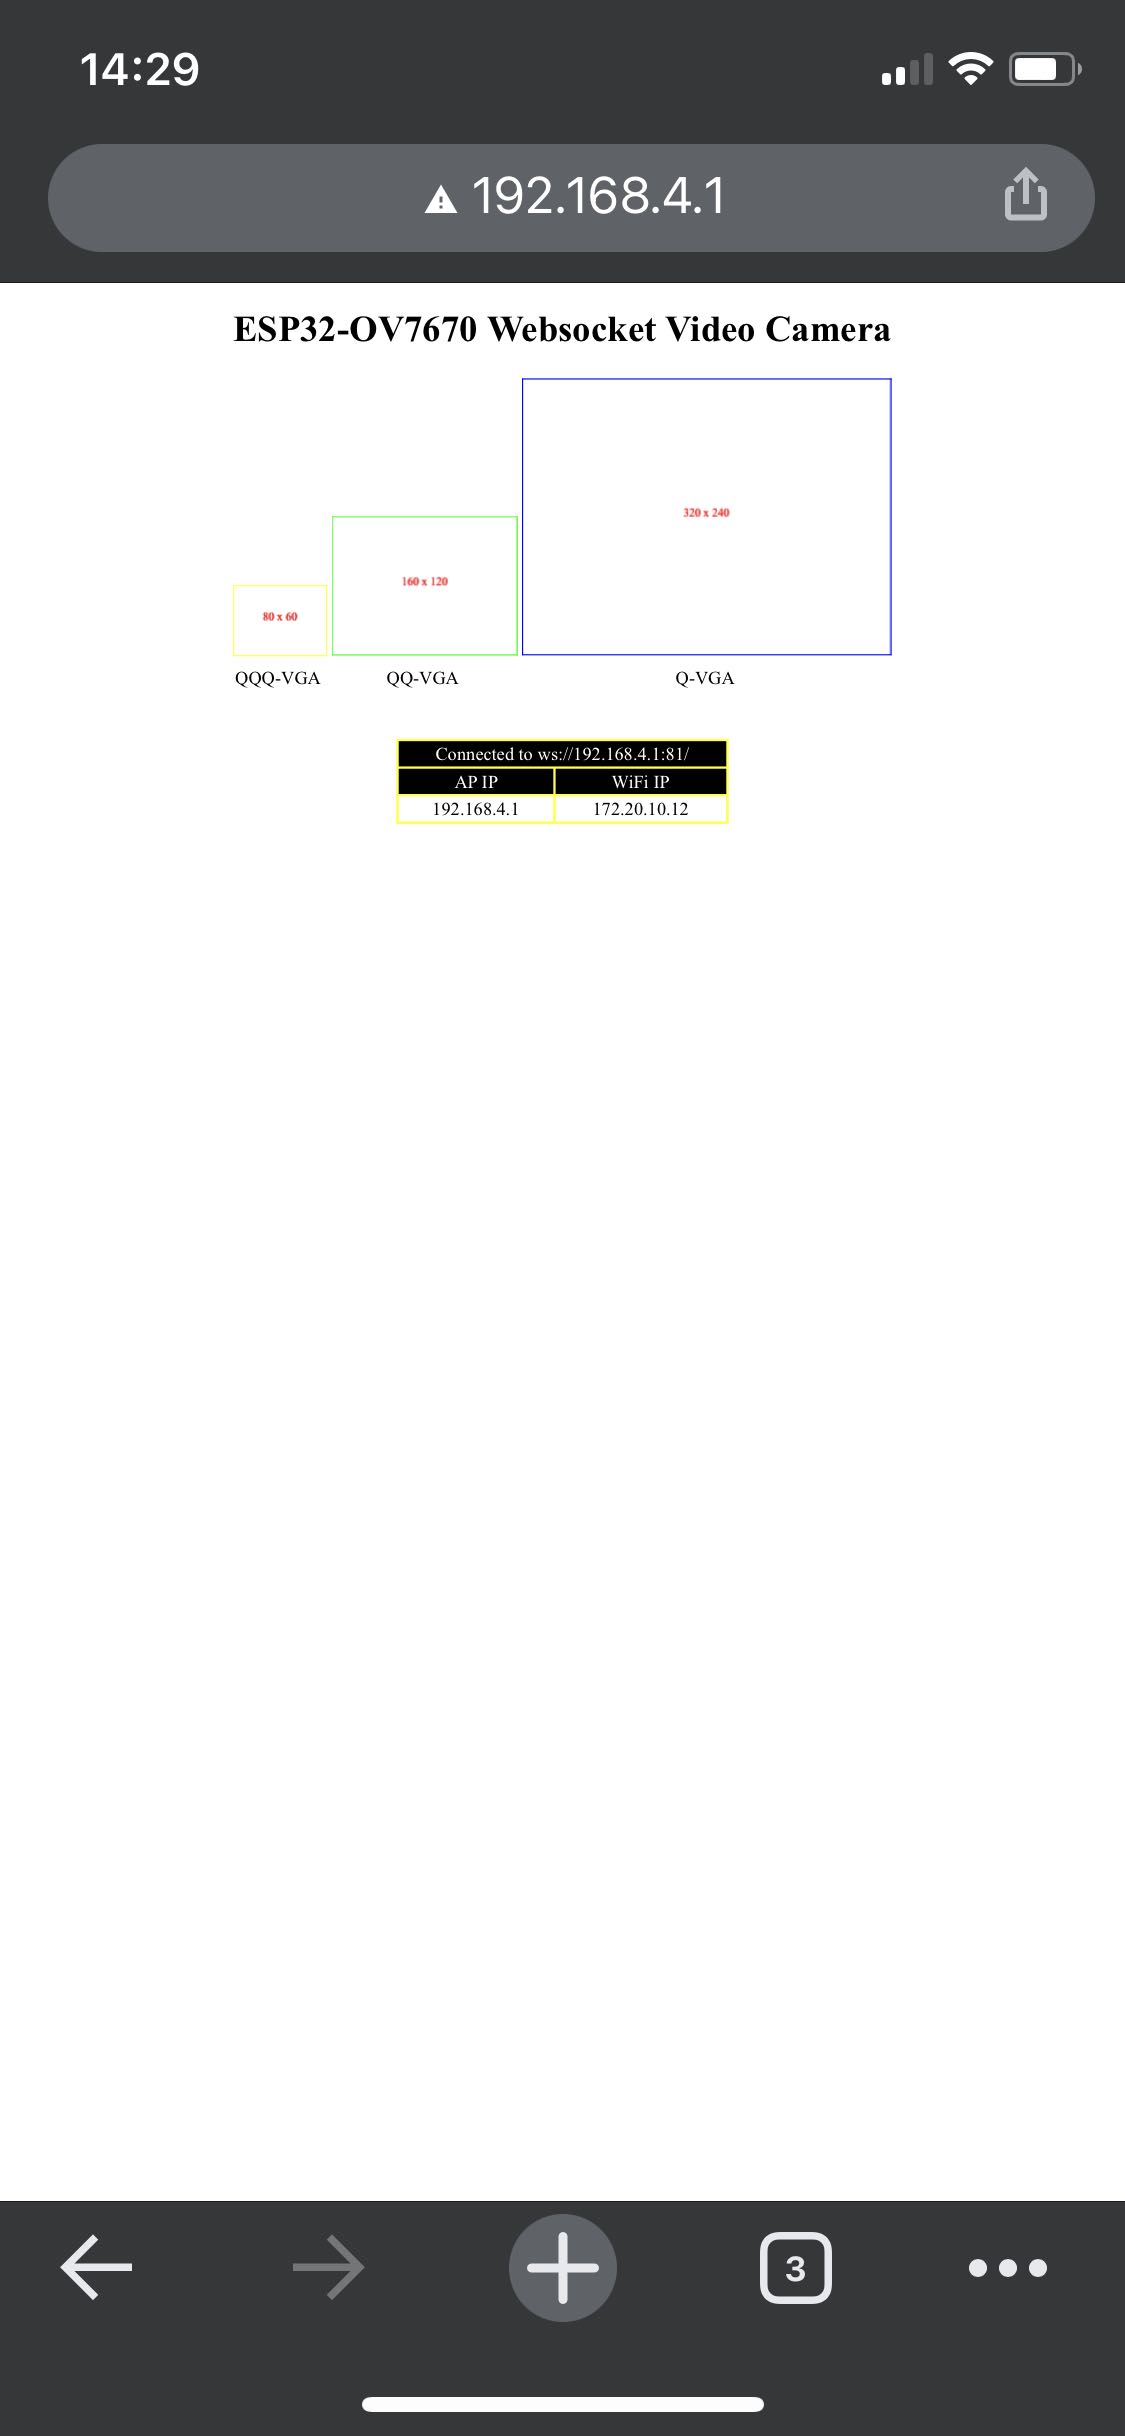 14:29
192.168.4.1
ESP32-OV7670 Websocket Video Camera
320 x 240
160 x 120
80 x 60
QQQ-VGA QQ-VGA Q-VGA
Connected to ws://192.168.4.1:81/
AP IP WiFi IP
192.168.4.1 172.20.10.12
3